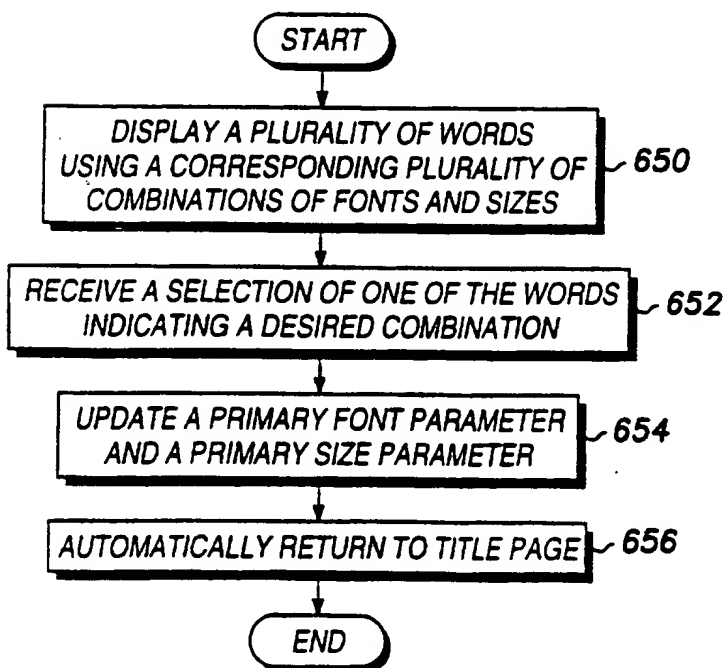 START
DISPLAY A PLURALITY OF WORDS
USING A CORRESPONDING PLURALITY OF
COMBINATIONS OF FONTS AND SIZES
650
RECEIVE A SELECTION OF ONE OF THE WORDS
INDICATING A DESIRED COMBINATION
652
UPDATE A PRIMARY FONT PARAMETER
AND A PRIMARY SIZE PARAMETER
654
AUTOMATICALLY RETURN TO TITLE PAGE
656
END